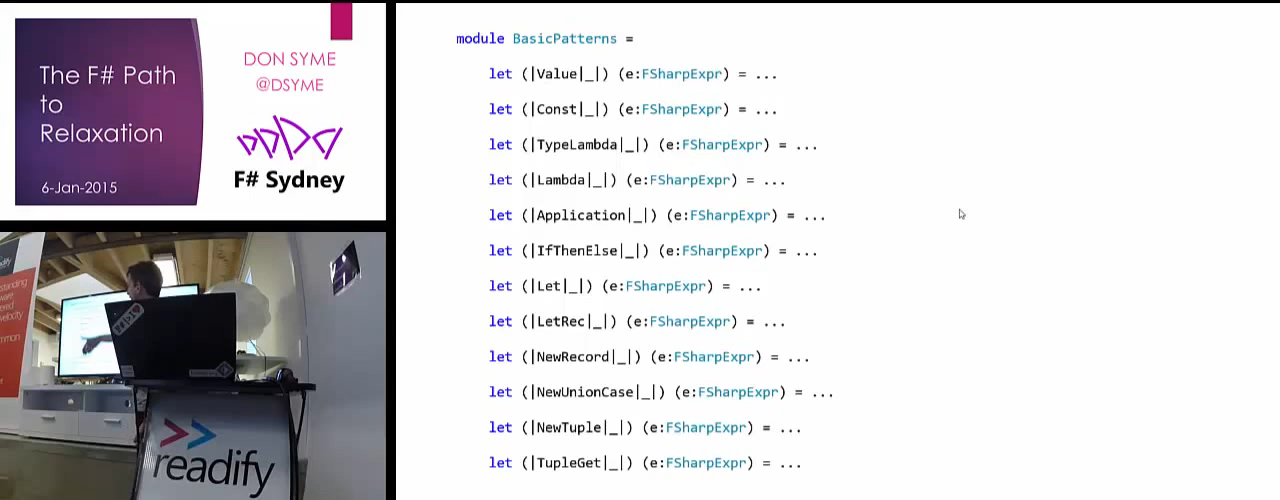 The F# Path
to
Relaxation
6-Jan-2015
DON SYME
@DSYME
F# Sydney
module BasicPatterns =
let (|Value|_|) (e:FSharpExpr) = ...
let (|Const|_|) (e:FSharpExpr) = ...
let (|TypeLambda|_|) (e:FSharpExpr) = ...
let (|Lambda|_|) (e:FSharpExpr) = ...
let (|Application|_|) (e:FSharpExpr) = ...
let (|IfThenElse|_|) (e:FSharpExpr) = ...
let (|Let|_|) (e:FSharpExpr) = ...
let (|LetRec|_|) (e:FSharpExpr) = ...
let (|NewRecord|_|) (e:FSharpExpr) = ...
let (|NewUnionCase|_|) (e:FSharpExpr) = ...
let (|NewTuple|_|) (e:FSharpExpr) = ...
let (|TupleGet|_|) (e:FSharpExpr) = ...
readify